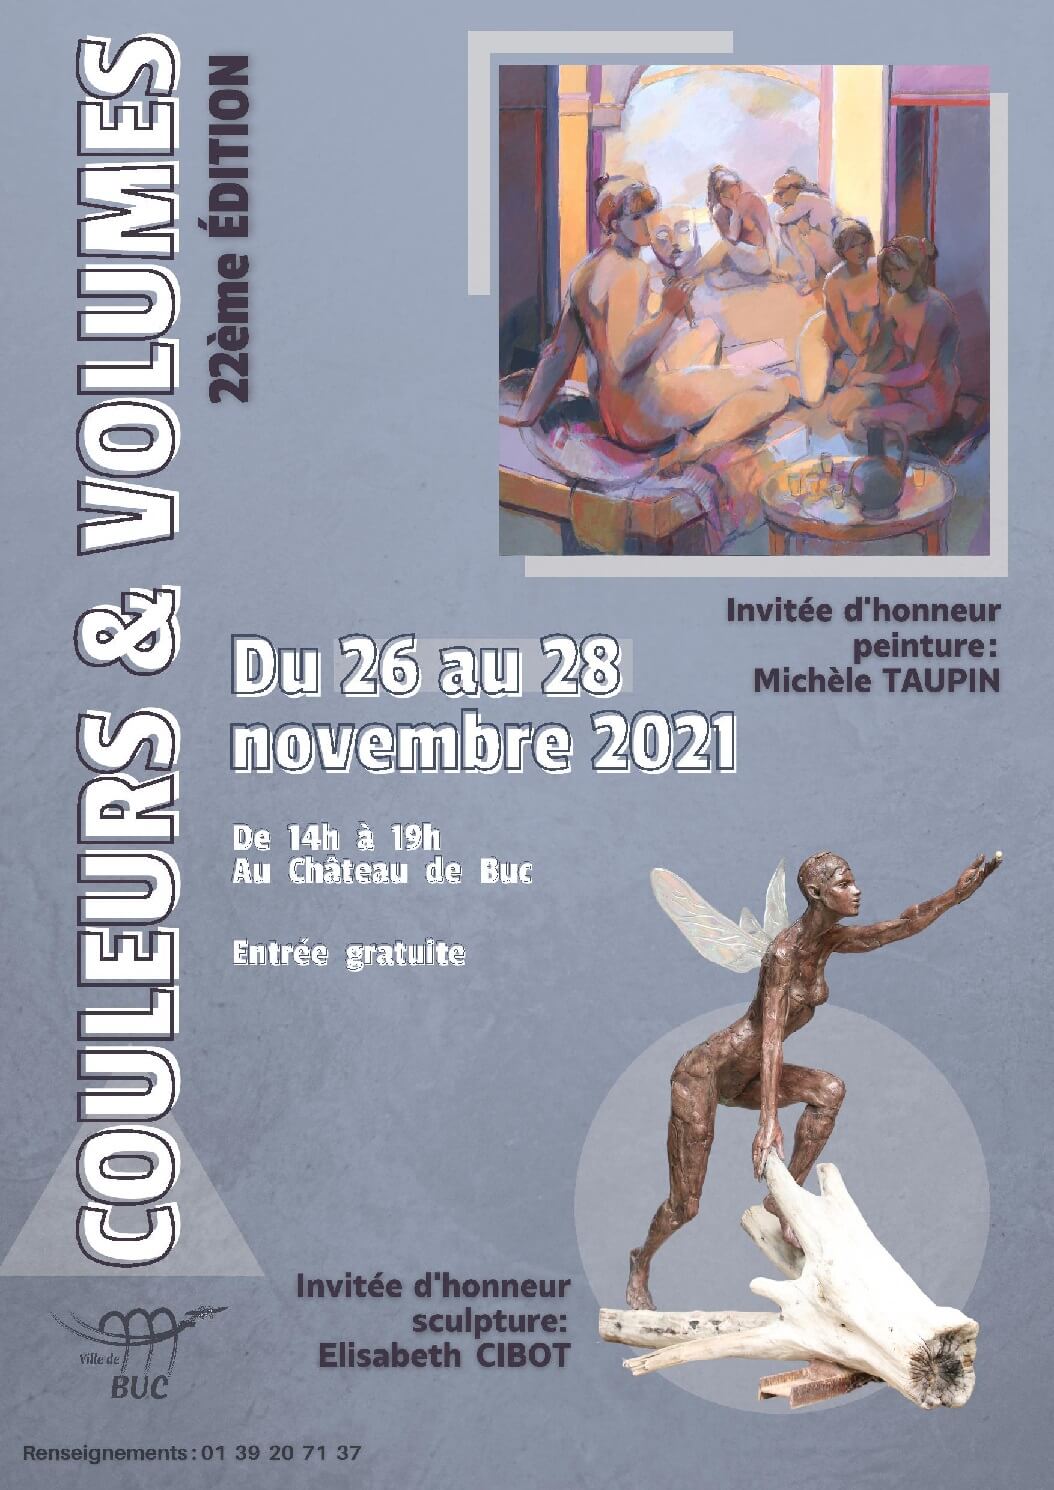 COULEURS & VOLUMES
22ème ÉDITION
Invitée d'honneur
peinture:
Michèle TAUPIN
Du 26 au 28
novembre 2021
De 14h à 19h
Au Château de Buc
Entrée gratuite
Invitée d'honneur
sculpture:
Elisabeth CIBOT
Ville de
BUC
Renseignements: 01 39 20 71 37